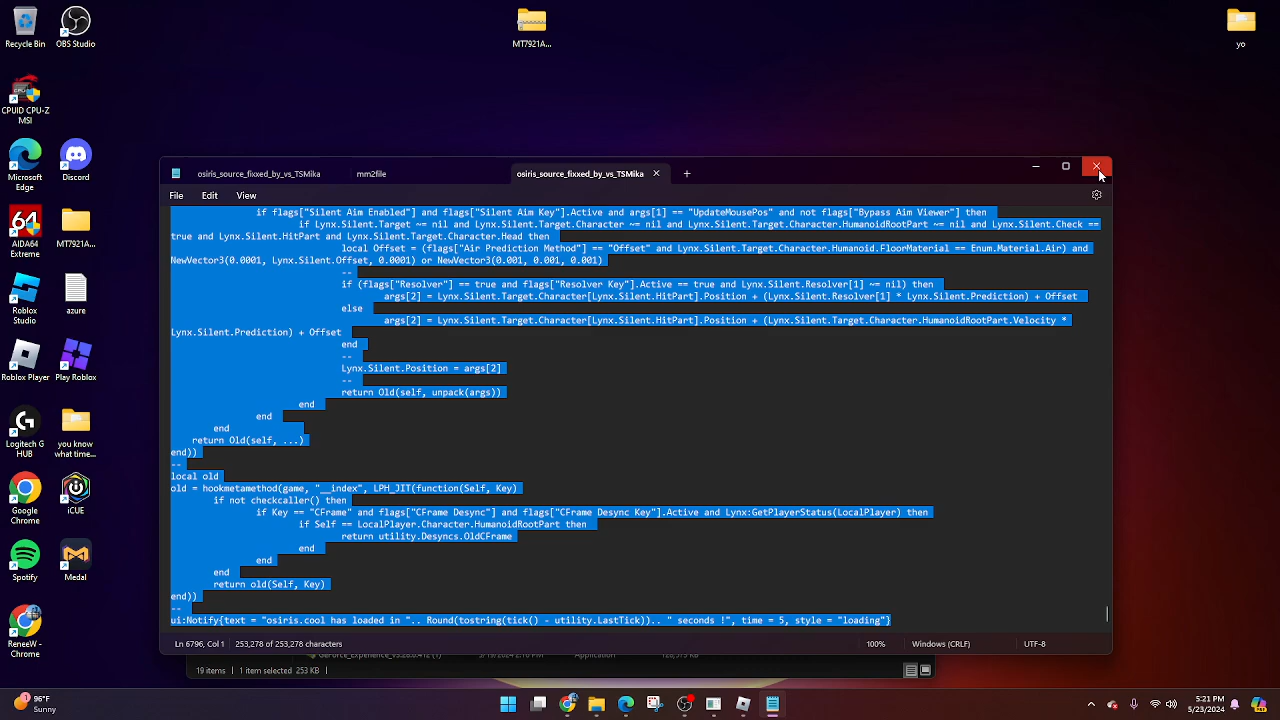 Recycle Bin
OBS Studio
MT7921A...
yo
CPUID CPU-Z
MSI
Microsoft
Edge
Discord
64
AIDA64
Extreme
MT7921A...
Roblox
Studio
azure
Roblox Player
Play Roblox
Logitech G
HUB
you know
what time...
Google
Chrome
iCUE
Spotify
Medal
ReneW -
Chrome
osiris_source_fixxed_by_vs_TSMika
mm2file
osiris_source_fixxed_by_vs_TSMika
File Edit View
if flags["Silent Aim Enabled"] and flags["Silent Aim Key"].Active and args[1] == "UpdateMousePos" and not flags["Bypass Aim Viewer"] then
if Lynx.Silent.Target ~= nil and Lynx.Silent.Target.Character ~= nil and Lynx.Silent.Target.Character.HumanoidRootPart ~= nil and Lynx.Silent.Check ==
true and Lynx.Silent.HitPart and Lynx.Silent.Target.Character.Head then
local Offset = (flags["Air Prediction Method"] == "Offset" and Lynx.Silent.Target.Character.Humanoid.FloorMaterial == Enum.Material.Air) and
NewVector3(0.0001, Lynx.Silent.Offset, 0.0001) or NewVector3(0.001, 0.001, 0.001)
--
if (flags["Resolver"] == true and flags["Resolver Key"].Active == true and Lynx.Silent.Resolver[1] ~= nil) then
args[2] = Lynx.Silent.Target.Character[Lynx.Silent.HitPart].Position + (Lynx.Silent.Resolver[1] * Lynx.Silent.Prediction) + Offset
else
args[2] = Lynx.Silent.Target.Character[Lynx.Silent.HitPart].Position + (Lynx.Silent.Target.Character.HumanoidRootPart.Velocity *
Lynx.Silent.Prediction) + Offset
end
--
Lynx.Silent.Position = args[2]
--
return Old(self, unpack(args))
end
end
end
return Old(self, ...)
end))
--
local old
old = hookmetamethod(game, "__index", LPH_JIT(function(Self, Key)
if not checkcaller() then
if Key == "CFrame" and flags["CFrame Desync"] and flags["CFrame Desync Key"].Active and Lynx:GetPlayerStatus(LocalPlayer) then
if Self == LocalPlayer.Character.HumanoidRootPart then
return utility.Desyncs.OldCFrame
end
end
end
return old(Self, Key)
end))
--
ui:Notify{text = "osiris.cool has loaded in ".. Round(tostring(tick() - utility.LastTick)).. " seconds !", time = 5, style = "loading"}
Ln 6796, Col 1 253,278 of 253,278 characters 100% Windows (CRLF) UTF-8
19 items 1 item selected 253 KB
96°F
Sunny
5:21 PM
5/23/2024